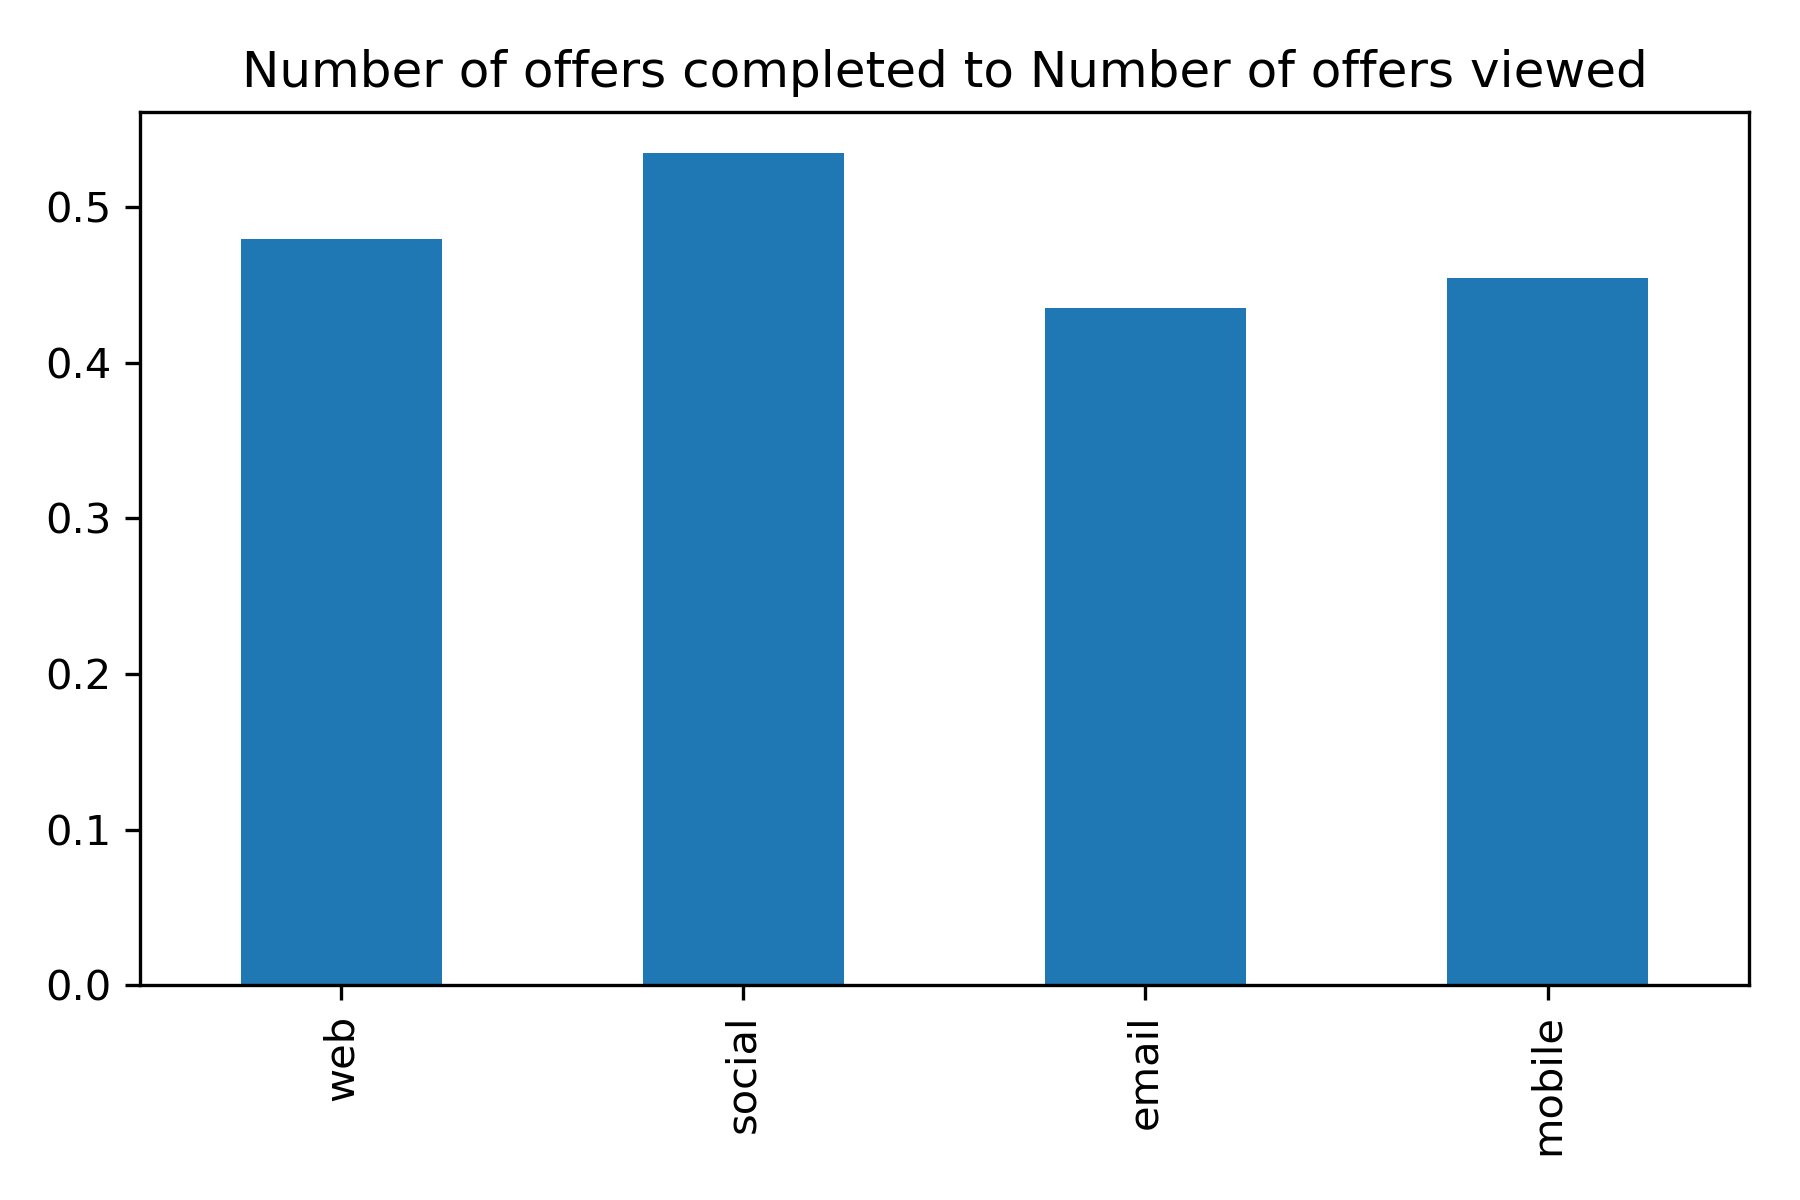 Number of offers completed to Number of offers viewed
0.5
0.4
0.3
0.2
0.1
0.0
web
social
email
mobile